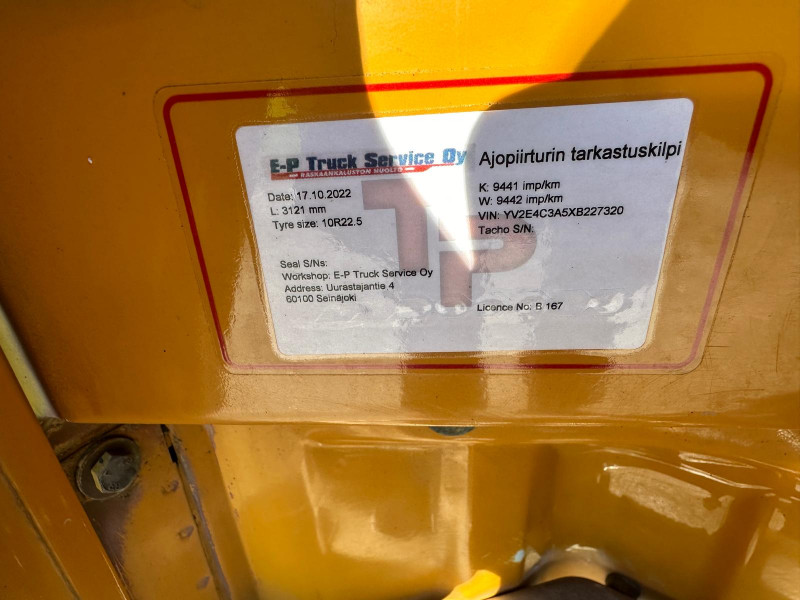 E-P Truck Service Oy
RASKAANKALUSTON HUOLTO
Ajopiirturin tarkastuskilpi
Date: 17.10.2022
L: 3121 mm
Tyre size: 10R22.5
K: 9441 imp/km
W: 9442 imp/km
VIN: YV2E4C3A5XB227320
Tacho S/N:
Seal S/Ns:
Workshop: E-P Truck Service Oy
Address: Uurastajantie 4
60100 Seinäjoki
Licence No: B 167
TP